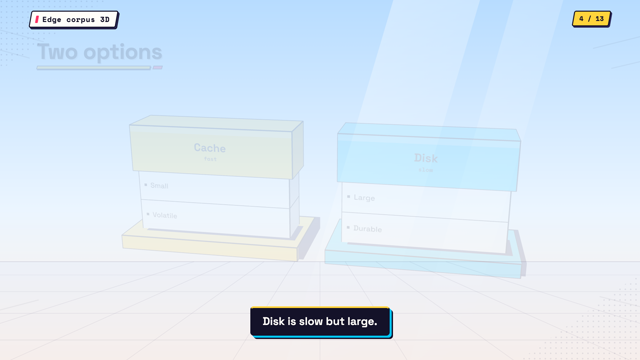 Edge corpus 3D
4 / 13
Two options
Cache
Disk
Small
Volatile
Large
Durable
Disk is slow but large.